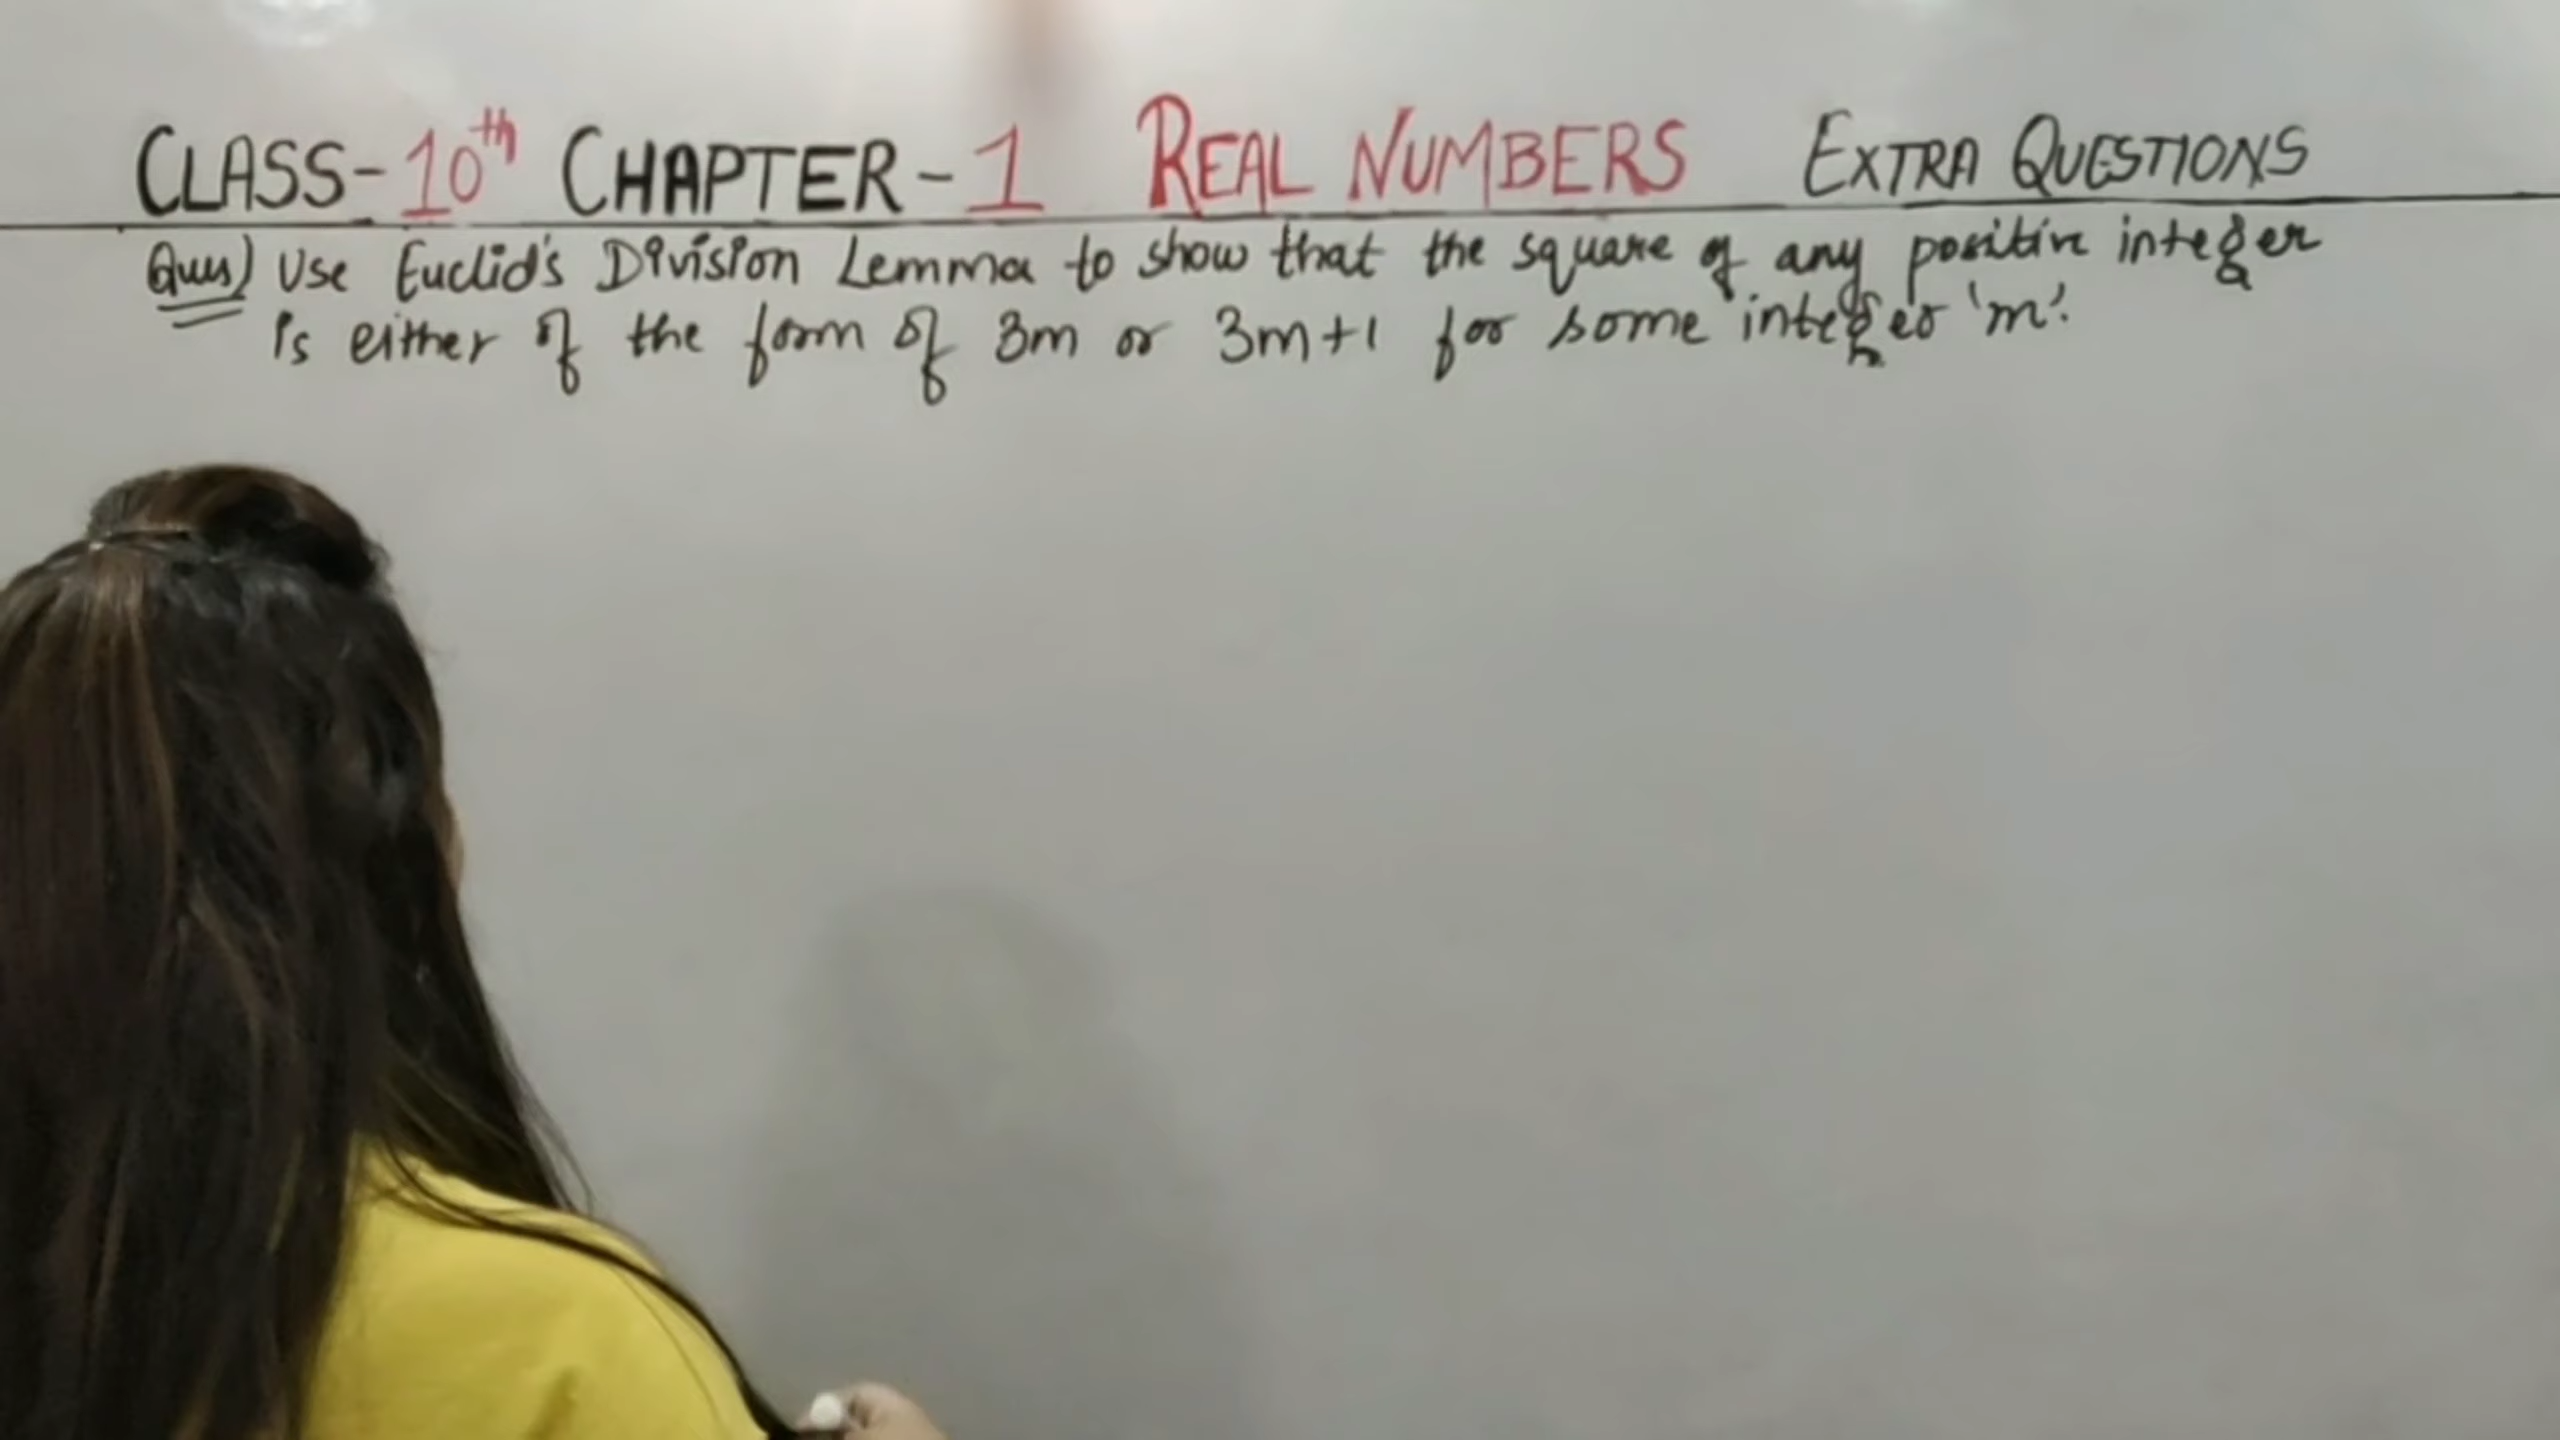 CLASS-10th CHAPTER-1 REAL NUMBERS EXTRA QUESTIONS
Ques) Use Euclid's Division Lemma to show that the square of any positive integer
is either of the form of 3m or 3m+1 for some integer 'm'.